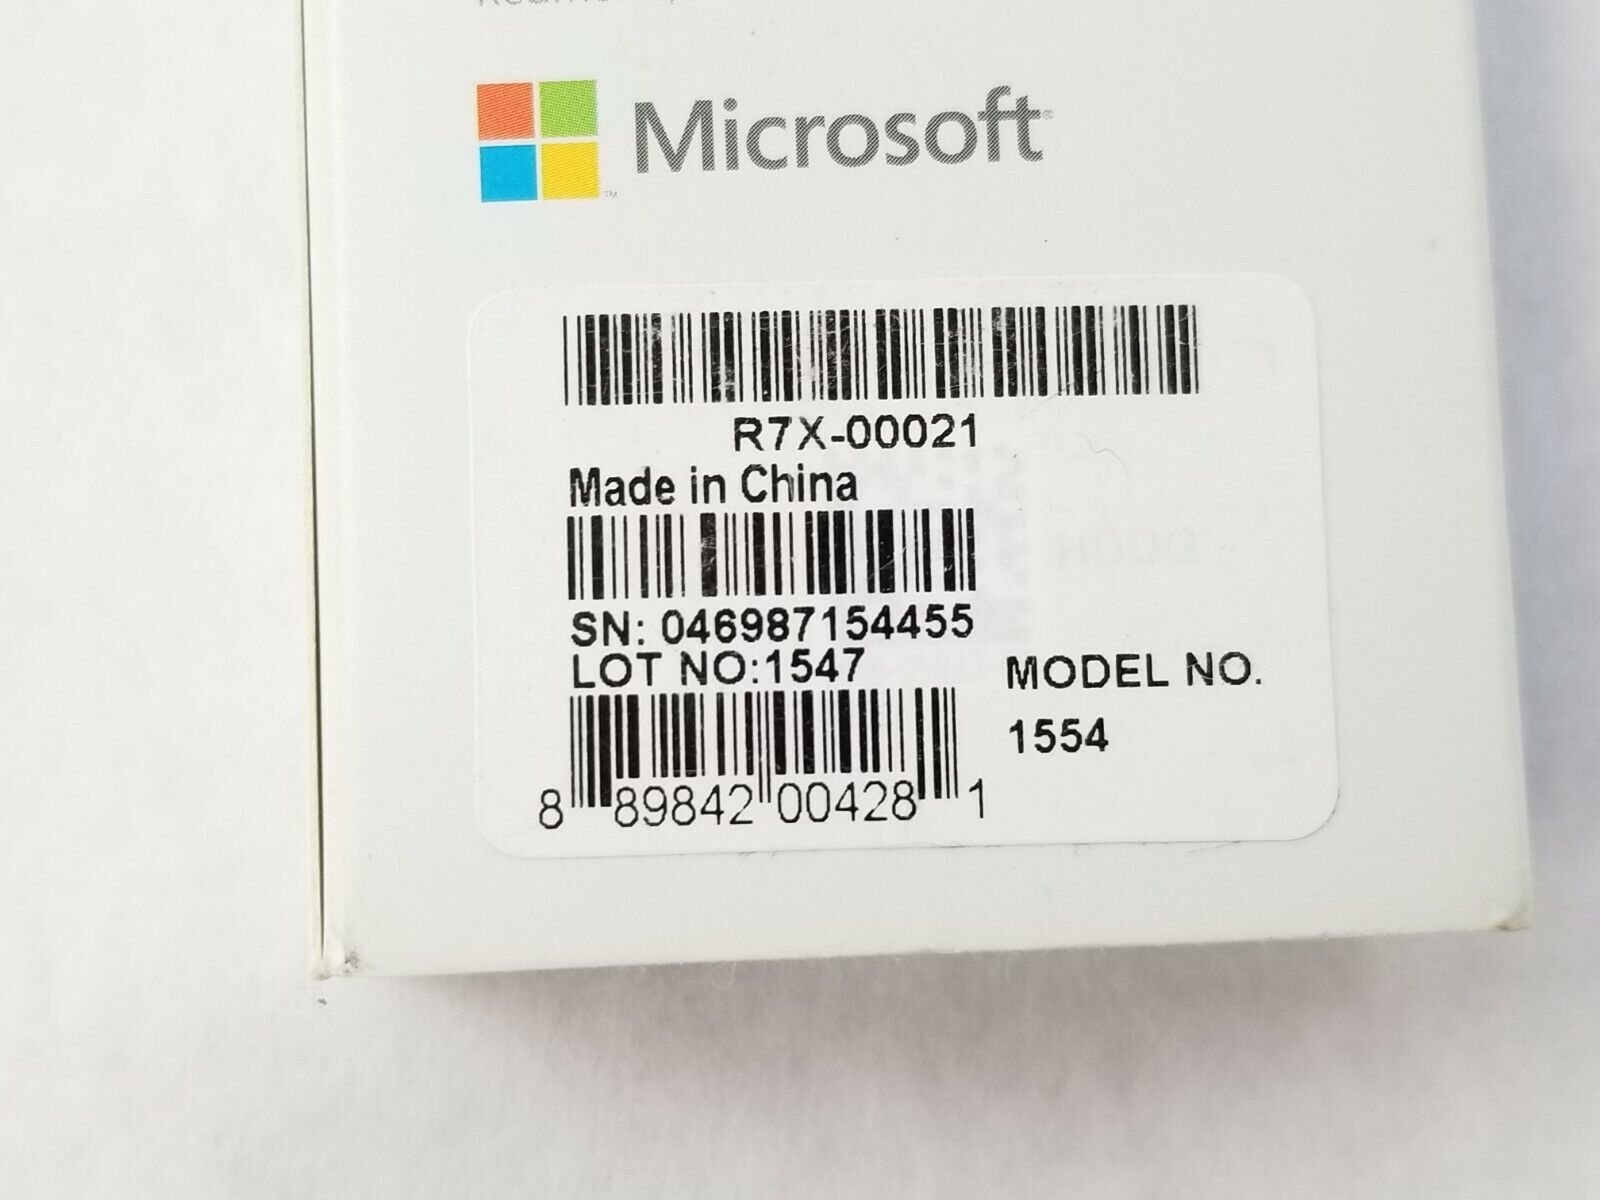 Microsoft
R7X-00021
Made in China
SN: 046987154455
LOT NO:1547
MODEL NO.
1554
8 89842 00428 1